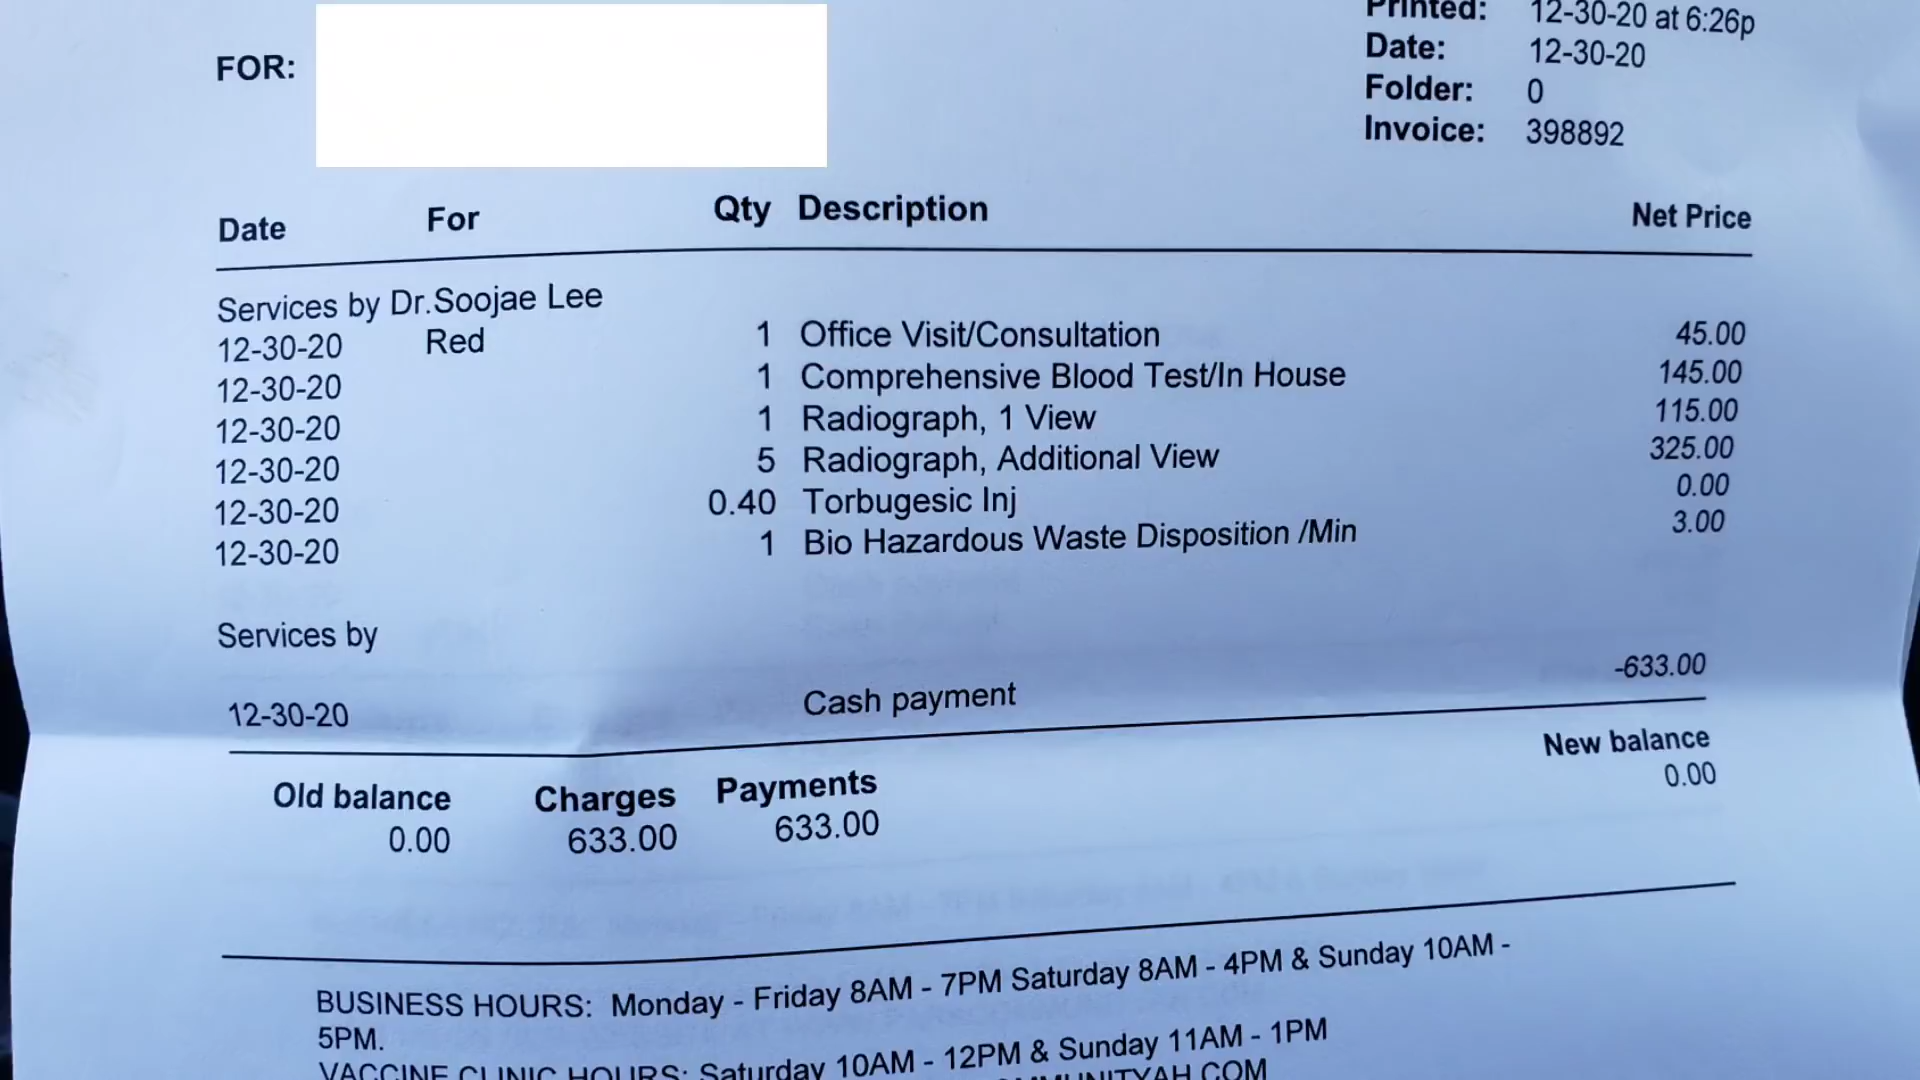 Printed: 12-30-20 at 6:26p
FOR:
Date: 12-30-20
Folder: 0
Invoice: 398892
Date For Qty Description Net Price
Services by Dr.Soojae Lee
12-30-20 Red 1 Office Visit/Consultation 45.00
12-30-20 1 Comprehensive Blood Test/In House 145.00
12-30-20 1 Radiograph, 1 View 115.00
12-30-20 5 Radiograph, Additional View 325.00
12-30-20 0.40 Torbugesic Inj 0.00
12-30-20 1 Bio Hazardous Waste Disposition /Min 3.00
Services by
12-30-20 Cash payment -633.00
Old balance Charges Payments New balance
0.00 633.00 633.00 0.00
BUSINESS HOURS: Monday - Friday 8AM - 7PM Saturday 8AM - 4PM & Sunday 10AM -
5PM.
VACCINE CLINIC HOURS: Saturday 10AM - 12PM & Sunday 11AM - 1PM